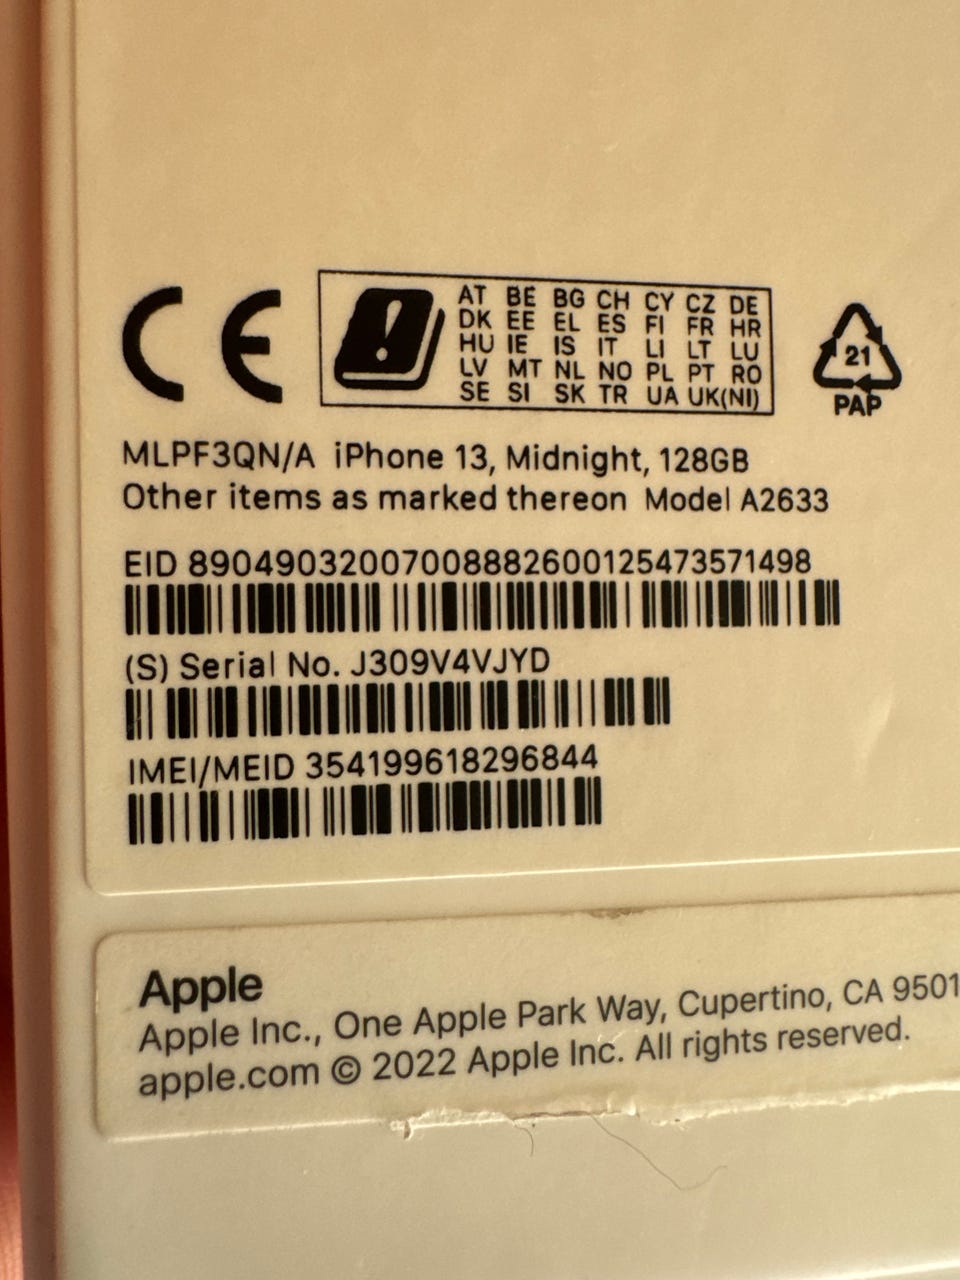 CE
!
AT BE BG CH CY CZ DE
DK EE EL ES FI FR HR
HU IE IS IT LI LT LU
LV MT NL NO PL PT RO
SE SI SK TR UA UK(NI)
21
PAP
MLPF3QN/A iPhone 13, Midnight, 128GB
Other items as marked thereon Model A2633
EID 89049032007008882600125473571498
(S) Serial No. J309V4VJYD
IMEI/MEID 354199618296844
Apple
Apple Inc., One Apple Park Way, Cupertino, CA 9501
apple.com © 2022 Apple Inc. All rights reserved.